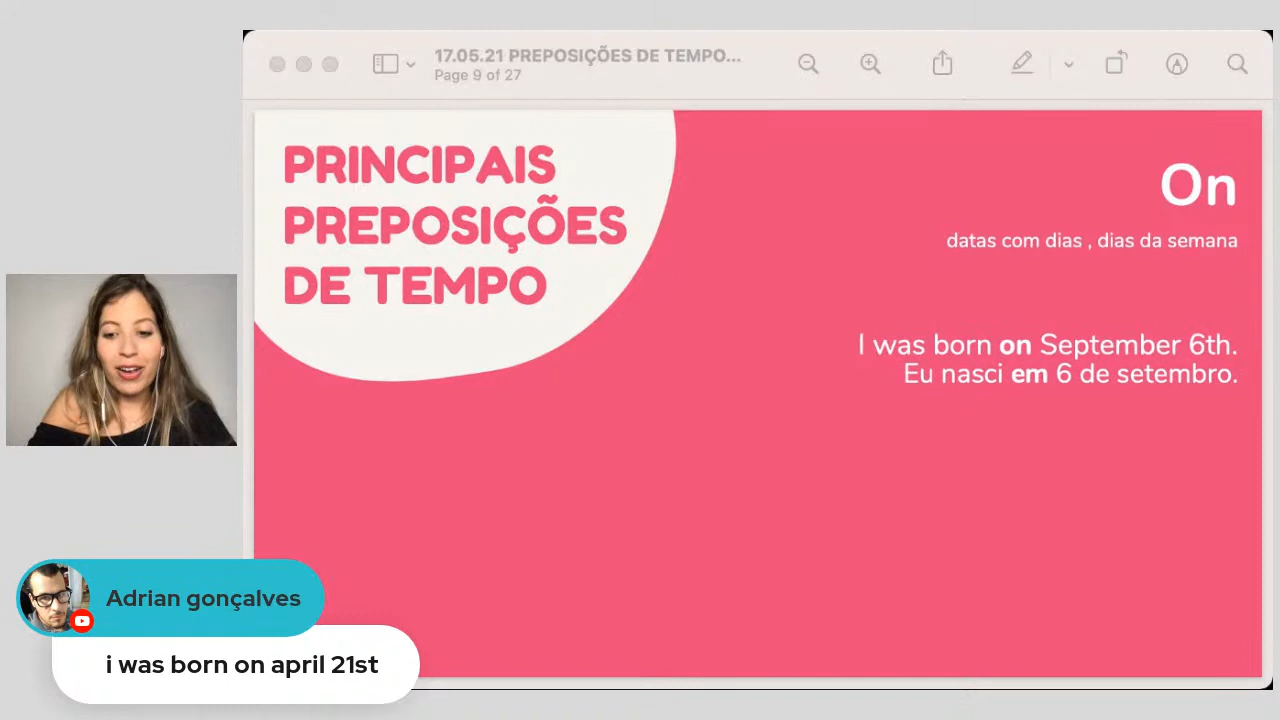 17.05.21 PREPOSIÇÕES DE TEMPO...
Page 9 of 27
PRINCIPAIS
PREPOSIÇÕES
DE TEMPO
On
datas com dias , dias da semana
I was born on September 6th.
Eu nasci em 6 de setembro.
Adrian gonçalves
i was born on april 21st